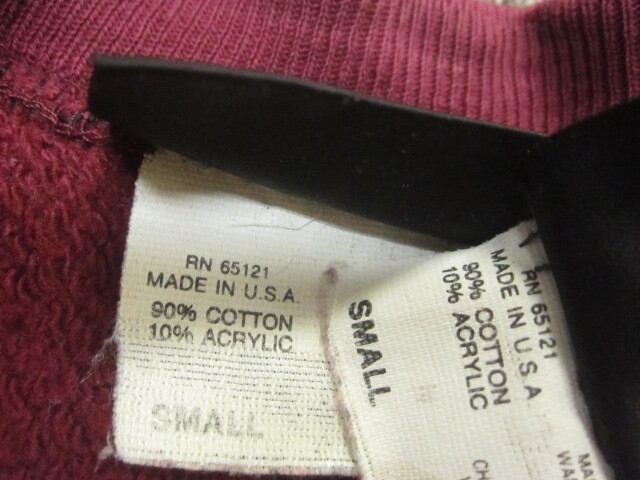 RN 65121
MADE IN U.S.A.
90% COTTON
10% ACRYLIC
SMALL
SMALL
RN 65121
MADE IN U.S.A
90% COTTON
10% ACRYLIC